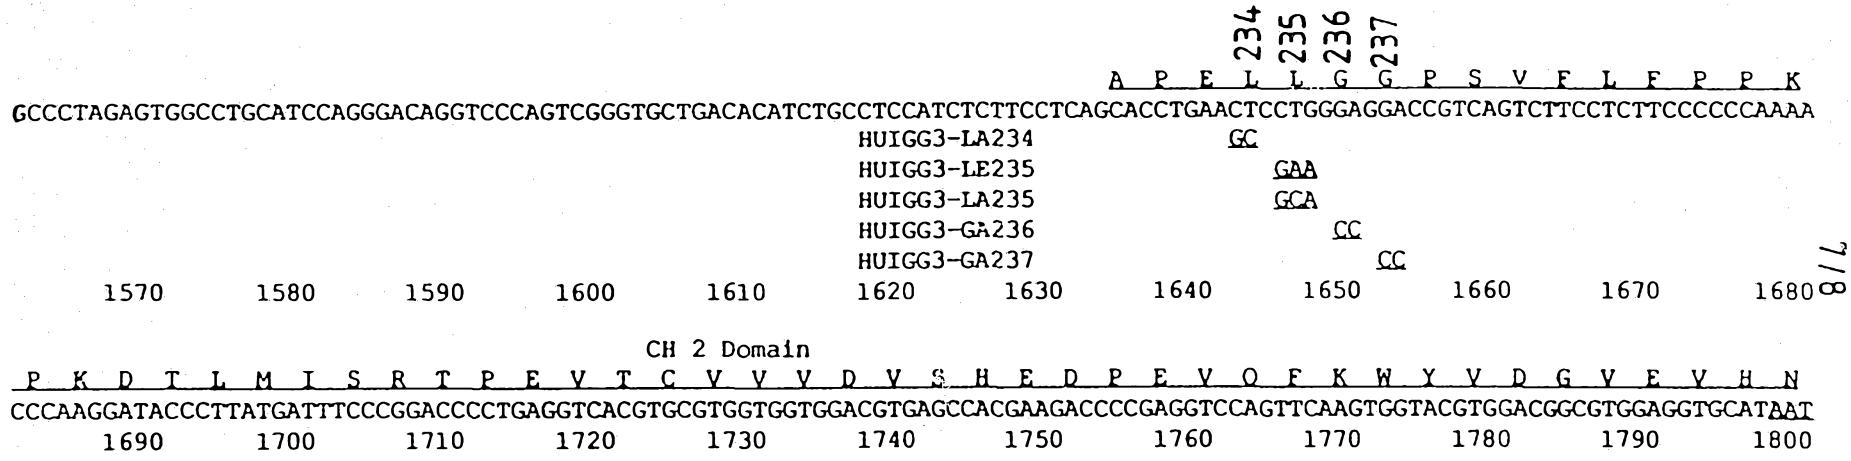 234 235 236 237
A P E L L G G P S V F L F P P K
GCCCTAGAGTGGCCTGCATCCAGGGACAGGTCCCAGTCGGGTGCTGACACATCTGCCTCCATCTCTTCCTCAGCACCTGAACTCCTGGGAGGACCGTCAGTCTTCCTCTTCCCCCCAAAA
HUIGG3-LA234 GC
HUIGG3-LE235 GAA
HUIGG3-LA235 GCA
HUIGG3-GA236 CC
HUIGG3-GA237 CC
1570 1580 1590 1600 1610 1620 1630 1640 1650 1660 1670 1680
7/8
CH 2 Domain
P K D T L M I S R T P E V T C V V V D V S H E D P E V Q F K W Y V D G V E V H N
CCCAAGGATACCCTTATGATTTCCCGGACCCCTGAGGTCACGTGCGTGGTGGTGGACGTGAGCCACGAAGACCCCGAGGTCCAGTTCAAGTGGTACGTGGACGGCGTGGAGGTGCATAAT
1690 1700 1710 1720 1730 1740 1750 1760 1770 1780 1790 1800